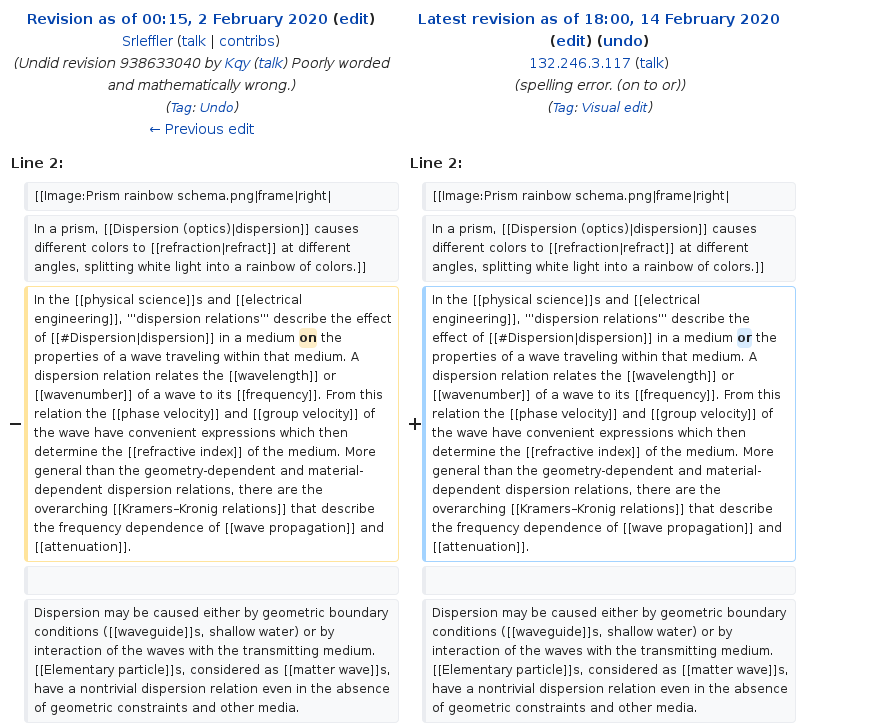 Revision as of 00:15, 2 February 2020 (edit)
Srleffler (talk | contribs)
(Undid revision 938633040 by Kqy (talk) Poorly worded
and mathematically wrong.)
(Tag: Undo)
← Previous edit
Latest revision as of 18:00, 14 February 2020
(edit) (undo)
132.246.3.117 (talk)
(spelling error. (on to or))
(Tag: Visual edit)
Line 2:
[[Image:Prism rainbow schema.png|frame|right|
In a prism, [[Dispersion (optics)|dispersion]] causes
different colors to [[refraction|refract]] at different
angles, splitting white light into a rainbow of colors.]]
− In the [[physical science]]s and [[electrical
engineering]], '''dispersion relations''' describe the effect
of [[#Dispersion|dispersion]] in a medium on the
properties of a wave traveling within that medium. A
dispersion relation relates the [[wavelength]] or
[[wavenumber]] of a wave to its [[frequency]]. From this
relation the [[phase velocity]] and [[group velocity]] of
the wave have convenient expressions which then
determine the [[refractive index]] of the medium. More
general than the geometry-dependent and material-
dependent dispersion relations, there are the
overarching [[Kramers–Kronig relations]] that describe
the frequency dependence of [[wave propagation]] and
[[attenuation]].
Dispersion may be caused either by geometric boundary
conditions ([[waveguide]]s, shallow water) or by
interaction of the waves with the transmitting medium.
[[Elementary particle]]s, considered as [[matter wave]]s,
have a nontrivial dispersion relation even in the absence
of geometric constraints and other media.
Line 2:
[[Image:Prism rainbow schema.png|frame|right|
In a prism, [[Dispersion (optics)|dispersion]] causes
different colors to [[refraction|refract]] at different
angles, splitting white light into a rainbow of colors.]]
+ In the [[physical science]]s and [[electrical
engineering]], '''dispersion relations''' describe the
effect of [[#Dispersion|dispersion]] in a medium or the
properties of a wave traveling within that medium. A
dispersion relation relates the [[wavelength]] or
[[wavenumber]] of a wave to its [[frequency]]. From this
relation the [[phase velocity]] and [[group velocity]] of
the wave have convenient expressions which then
determine the [[refractive index]] of the medium. More
general than the geometry-dependent and material-
dependent dispersion relations, there are the
overarching [[Kramers–Kronig relations]] that describe
the frequency dependence of [[wave propagation]] and
[[attenuation]].
Dispersion may be caused either by geometric boundary
conditions ([[waveguide]]s, shallow water) or by
interaction of the waves with the transmitting medium.
[[Elementary particle]]s, considered as [[matter wave]]s,
have a nontrivial dispersion relation even in the absence
of geometric constraints and other media.